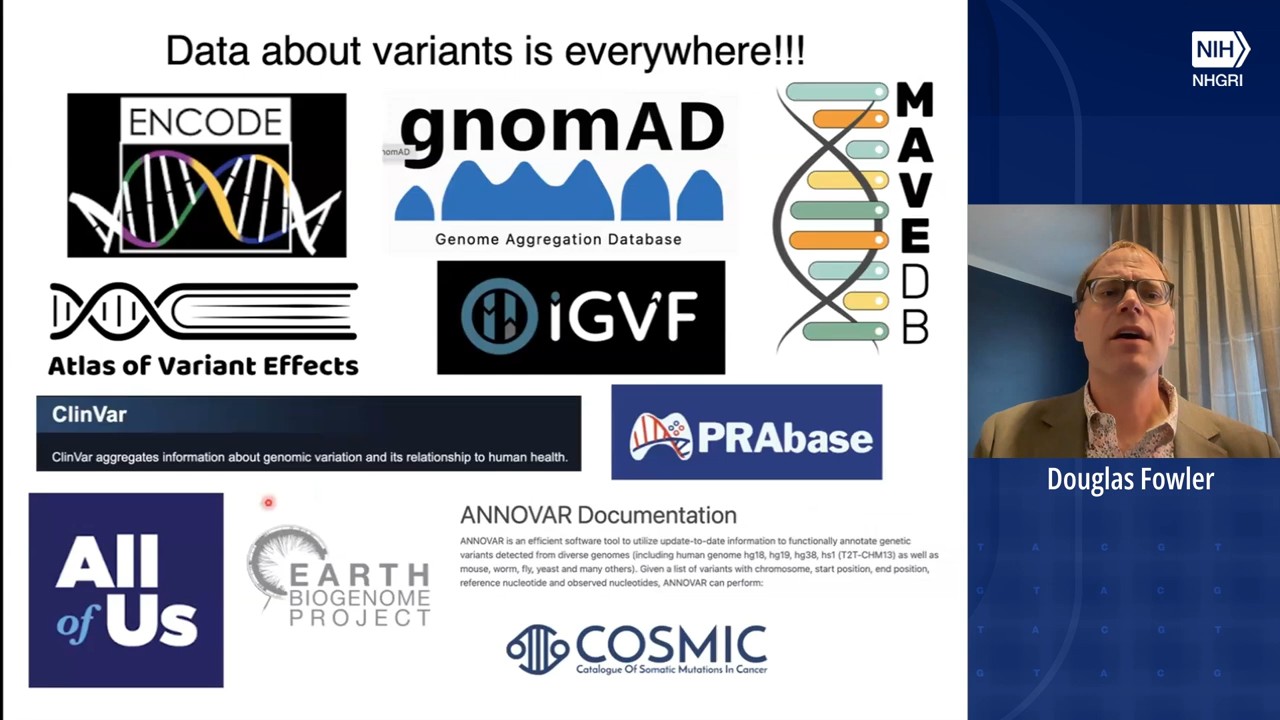 Data about variants is everywhere!!!
ENCODE
gnomAD
nomAD
Genome Aggregation Database
MAVE
DB
Atlas of Variant Effects
iGVF
ClinVar
ClinVar aggregates information about genomic variation and its relationship to human health.
PRAbase
All
of Us
EARTH
BIOGENOME
PROJECT
ANNOVAR Documentation
ANNOVAR is an efficient software tool to utilize update-to-date information to functionally annotate genetic
variants detected from diverse genomes (including human genome hg18, hg19, hg38, hs1 (T2T-CHM13) as well as
mouse, worm, fly, yeast and many others). Given a list of variants with chromosome, start position, end position,
reference nucleotide and observed nucleotides, ANNOVAR can perform:
COSMIC
Catalogue Of Somatic Mutations In Cancer
NIH
NHGRI
Douglas Fowler
T A C G T
G T A C G
T A C G T
G T A C G